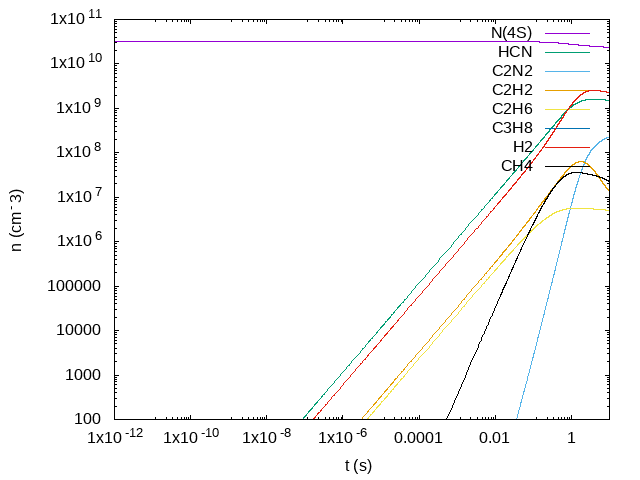 1x10^11
1x10^10
1x10^9
1x10^8
1x10^7
1x10^6
100000
10000
1000
100
n (cm^-3)
N(4S)
HCN
C2N2
C2H2
C2H6
C3H8
H2
CH4
1x10^-12 1x10^-10 1x10^-8 1x10^-6 0.0001 0.01 1
t (s)